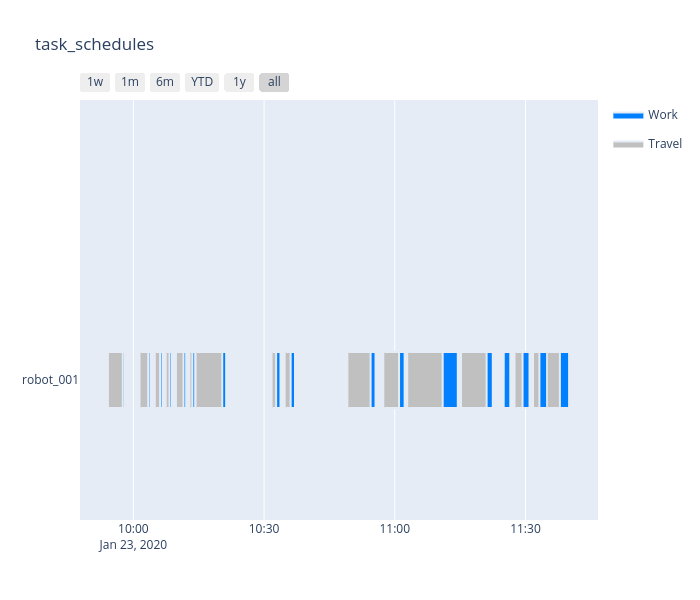 task_schedules
1w 1m 6m YTD 1y all
Work
Travel
robot_001
10:00 10:30 11:00 11:30
Jan 23, 2020